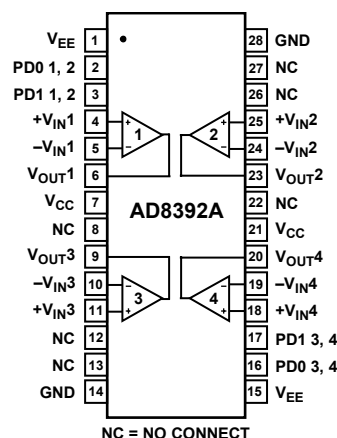 VEE 1 28 GND
PD0 1, 2 2 27 NC
PD1 1, 2 3 26 NC
+VIN1 4 + 1 2 + 25 +VIN2
–VIN1 5 – – 24 –VIN2
VOUT1 6 23 VOUT2
VCC 7 22 NC
AD8392A
NC 8 21 VCC
VOUT3 9 20 VOUT4
–VIN3 10 – 3 4 – 19 –VIN4
+VIN3 11 + + 18 +VIN4
NC 12 17 PD1 3, 4
NC 13 16 PD0 3, 4
GND 14 15 VEE
NC = NO CONNECT